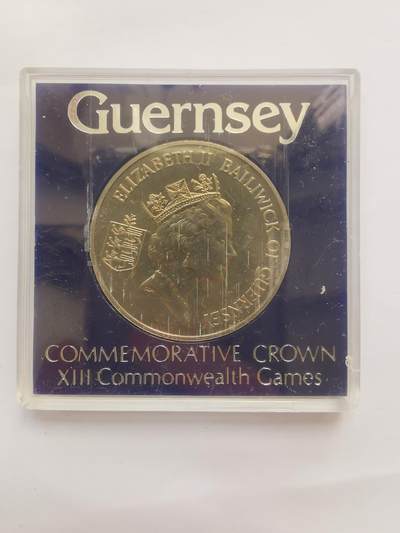 Guernsey
ELIZABETH II BAILIWICK OF GUERNSEY
COMMEMORATIVE CROWN
XIII Commonwealth Games